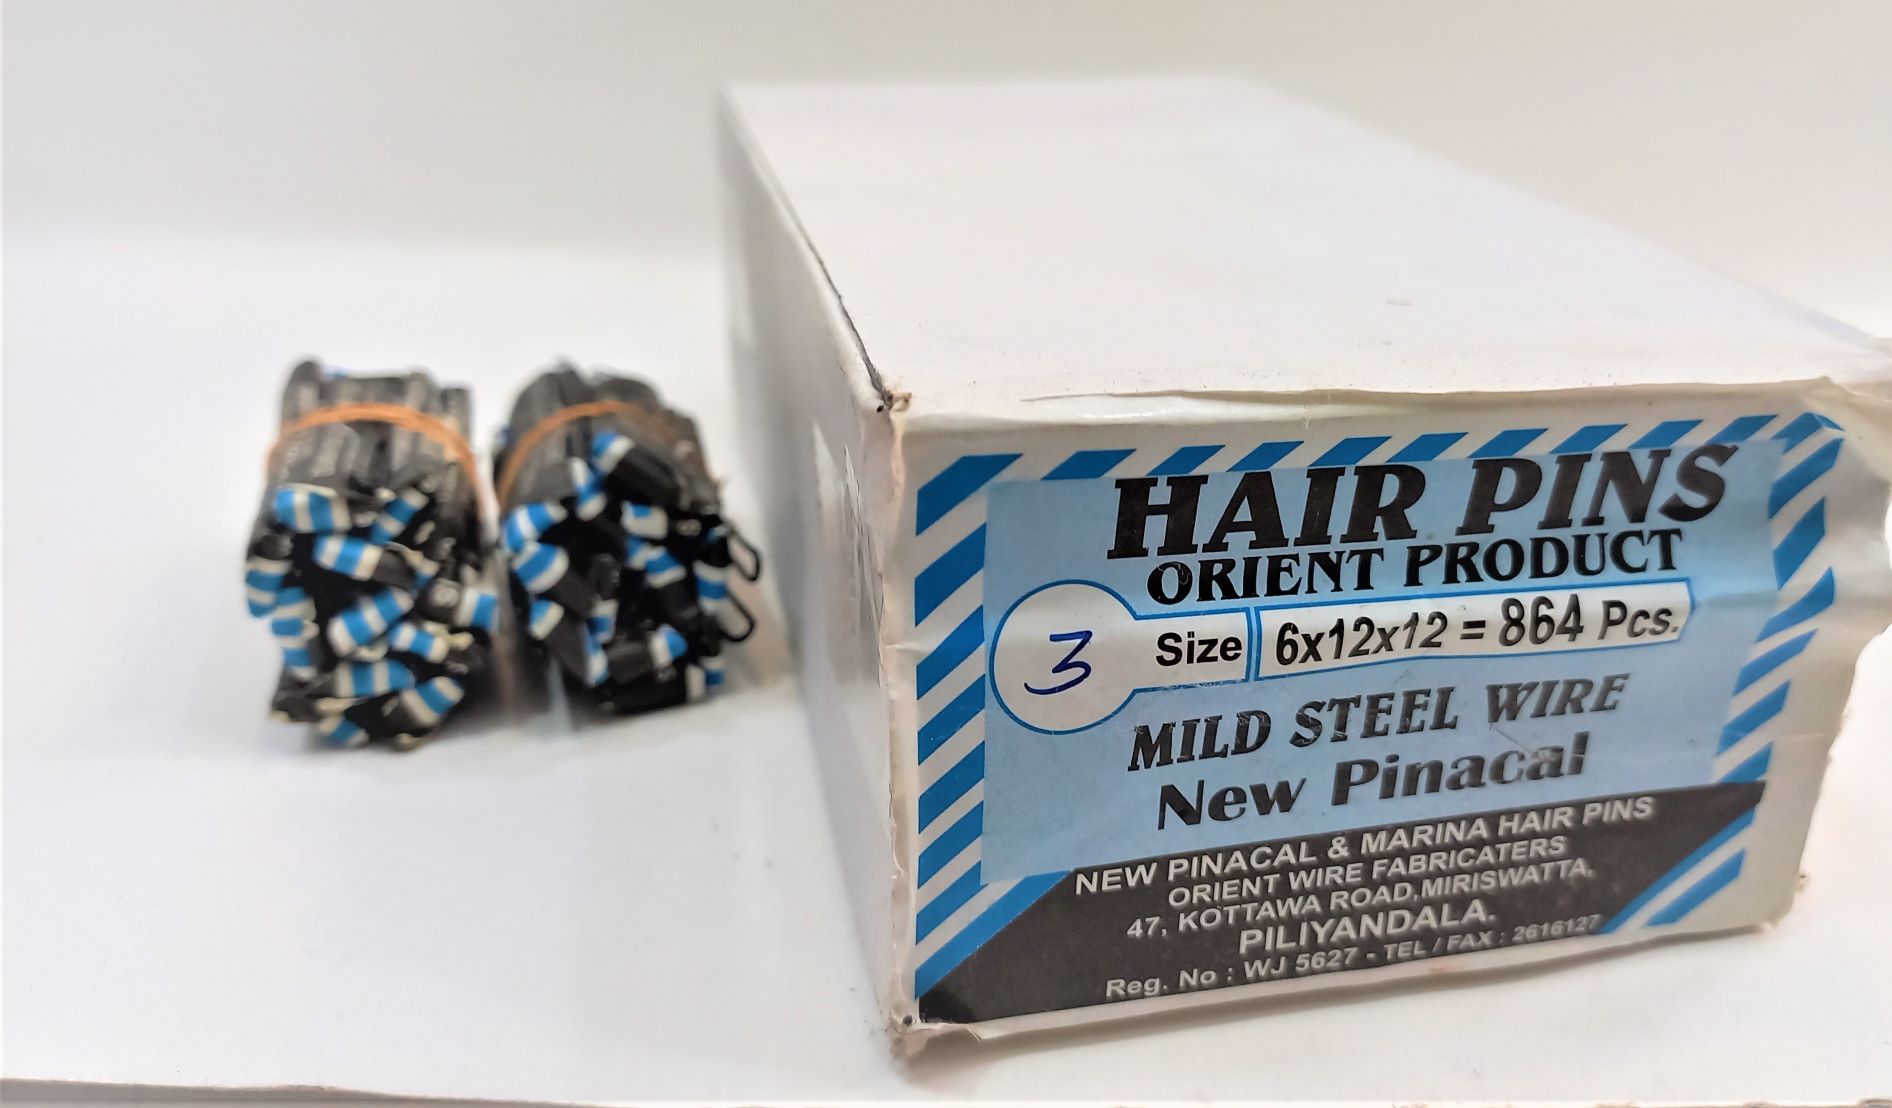 HAIR PINS
ORIENT PRODUCT
3 Size 6x12x12 = 864 Pcs.
MILD STEEL WIRE
New Pinacal
NEW PINACAL & MARINA HAIR PINS
ORIENT WIRE FABRICATERS
47, KOTTAWA ROAD,MIRISWATTA,
PILIYANDALA.
Reg. No : WJ 5627 - TEL / FAX : 2616127